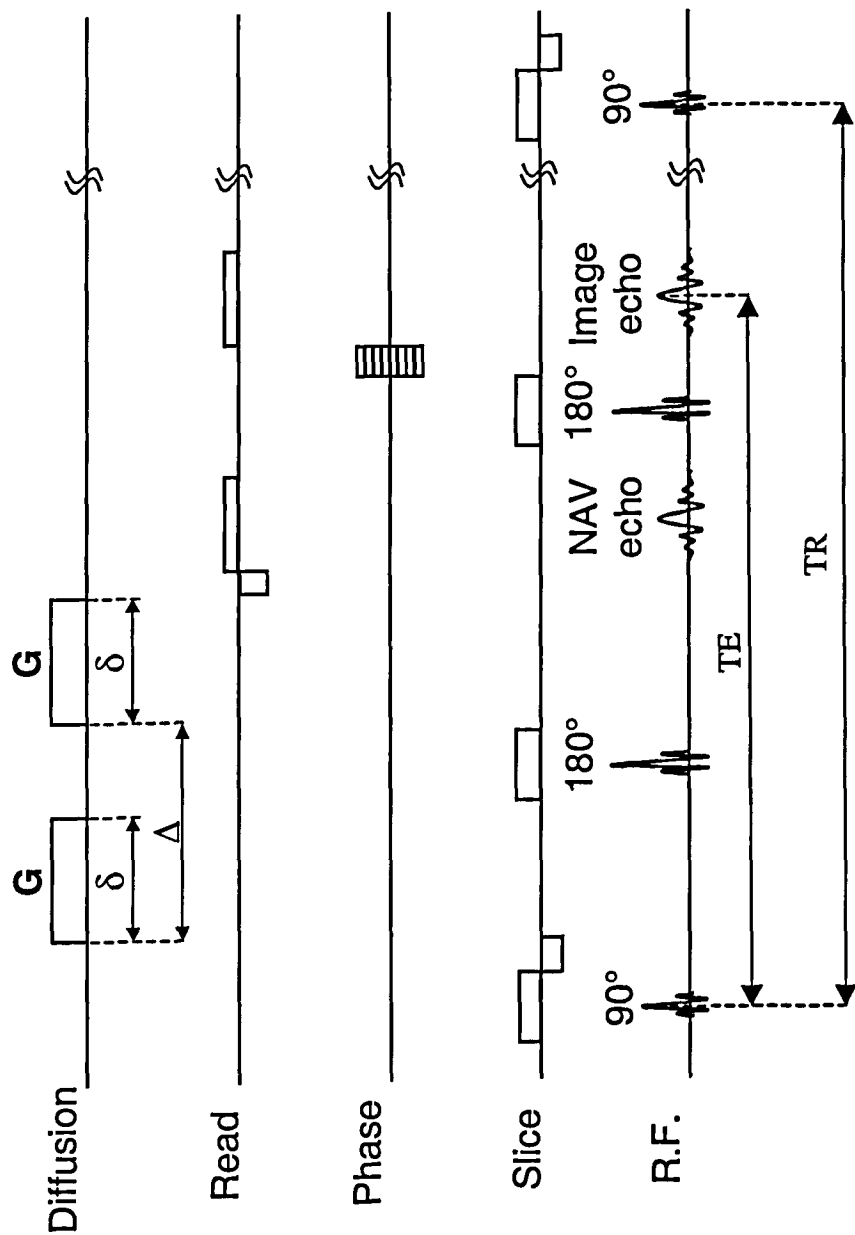 Diffusion
G
G
δ
δ
Δ
Read
Phase
Slice
R.F.
90°
180°
NAV
echo
180°
Image
echo
90°
TE
TR